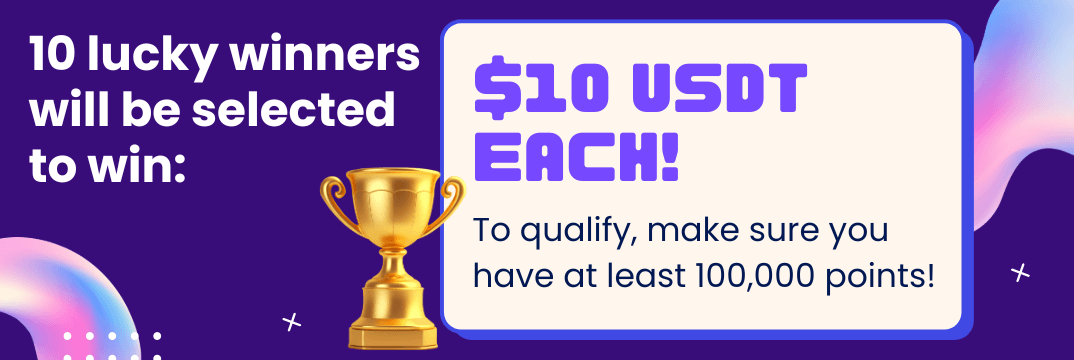 10 lucky winners
will be selected
to win:
$10 USDT
EACH!
To qualify, make sure you
have at least 100,000 points!